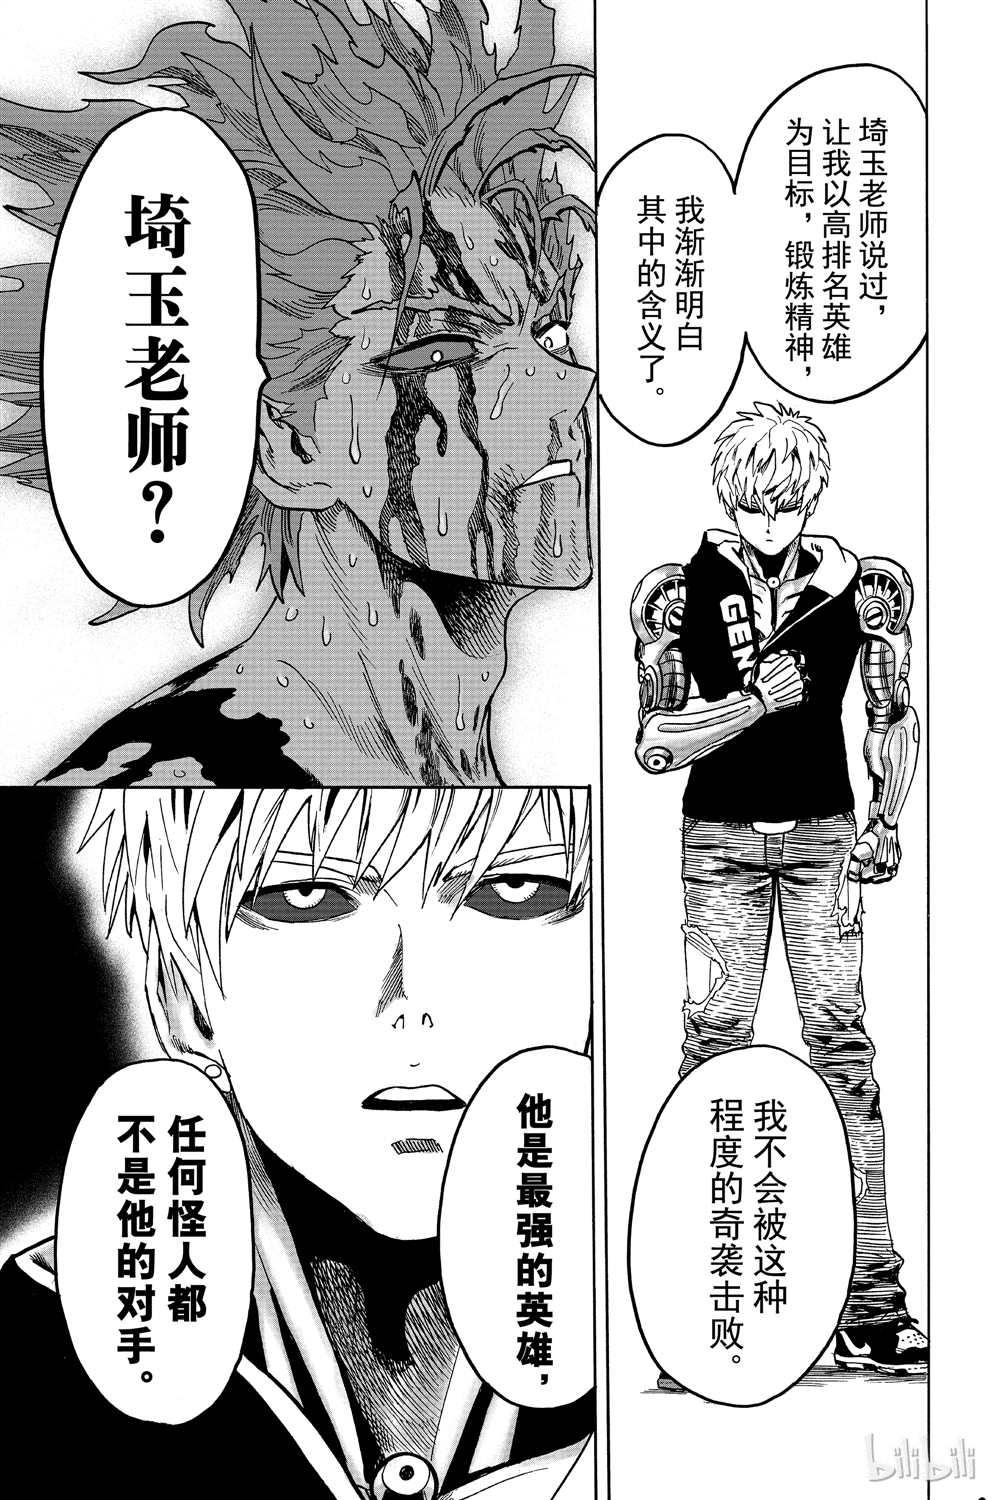 埼玉老师说过，
让我以高排名英雄
为目标，锻炼精神，
我渐渐明白
其中的含义了。
GEN
我不会被这种
程度的奇袭击败。
埼玉老师？
他是最强的英雄，
任何怪人都
不是他的对手。
bilibili